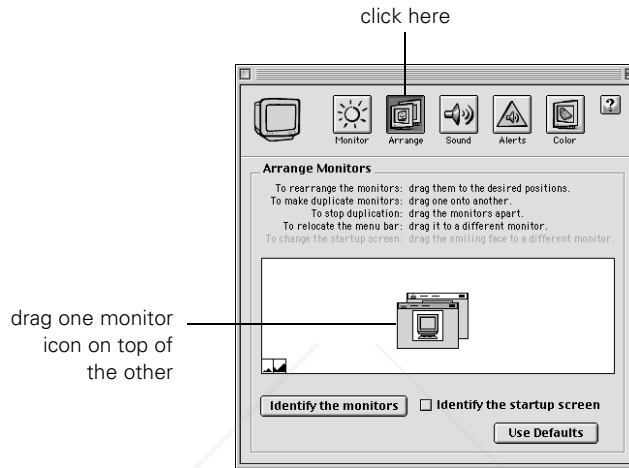 click here
?
Monitor Arrange Sound Alerts Color
Arrange Monitors
To rearrange the monitors: drag them to the desired positions.
To make duplicate monitors: drag one onto another.
To stop duplication: drag the monitors apart.
To relocate the menu bar: drag it to a different monitor.
To change the startup screen: drag the smiling face to a different monitor.
drag one monitor
icon on top of
the other
Identify the monitors Identify the startup screen
Use Defaults